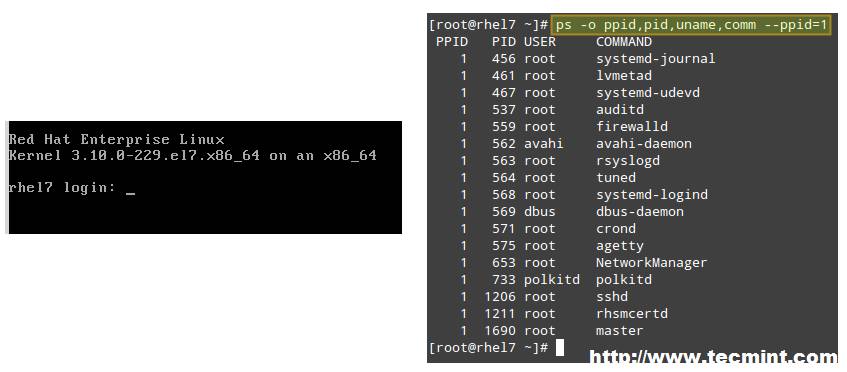 Red Hat Enterprise Linux
Kernel 3.10.0-229.el7.x86_64 on an x86_64
rhel7 login: _
[root@rhel7 ~]# ps -o ppid,pid,uname,comm --ppid=1
PPID PID USER COMMAND
1 456 root systemd-journal
1 461 root lvmetad
1 467 root systemd-udevd
1 537 root auditd
1 559 root firewalld
1 562 avahi avahi-daemon
1 563 root rsyslogd
1 564 root tuned
1 568 root systemd-logind
1 569 dbus dbus-daemon
1 571 root crond
1 575 root agetty
1 653 root NetworkManager
1 733 polkitd polkitd
1 1206 root sshd
1 1211 root rhsmcertd
1 1690 root master
[root@rhel7 ~]#
http://www.tecmint.com